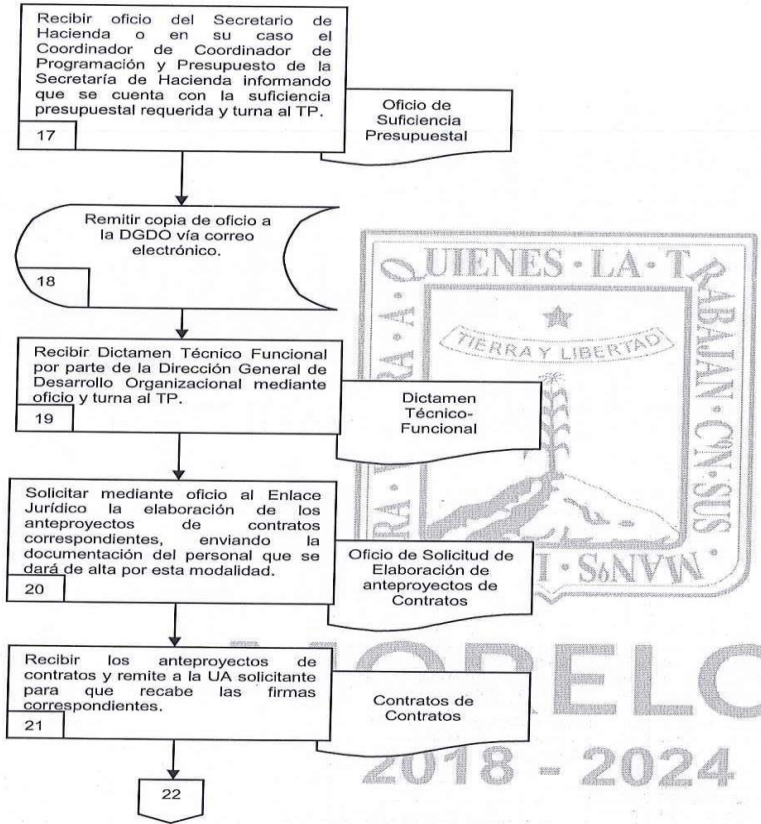 Recibir oficio del Secretario de
Hacienda o en su caso el
Coordinador de Coordinador de
Programación y Presupuesto de la
Secretaría de Hacienda informando
que se cuenta con la suficiencia
presupuestal requerida y turna al TP.
17
Oficio de
Suficiencia
Presupuestal
Remitir copia de oficio a
la DGDO vía correo
electrónico.
18
Recibir Dictamen Técnico Funcional
por parte de la Dirección General de
Desarrollo Organizacional mediante
oficio y turna al TP.
19
Dictamen
Técnico-
Funcional
Solicitar mediante oficio al Enlace
Jurídico la elaboración de los
anteproyectos de contratos
correspondientes, enviando la
documentación del personal que se
dará de alta por esta modalidad.
20
Oficio de Solicitud de
Elaboración de
anteproyectos de
Contratos
Recibir los anteproyectos de
contratos y remite a la UA solicitante
para que recabe las firmas
correspondientes.
21
Contratos de
Contratos
22
QUIENES · LA · TRABAJAN · CON · SUS · MANOS ·
RA · A ·
TIERRA Y LIBERTAD
RELO
2018 - 2024